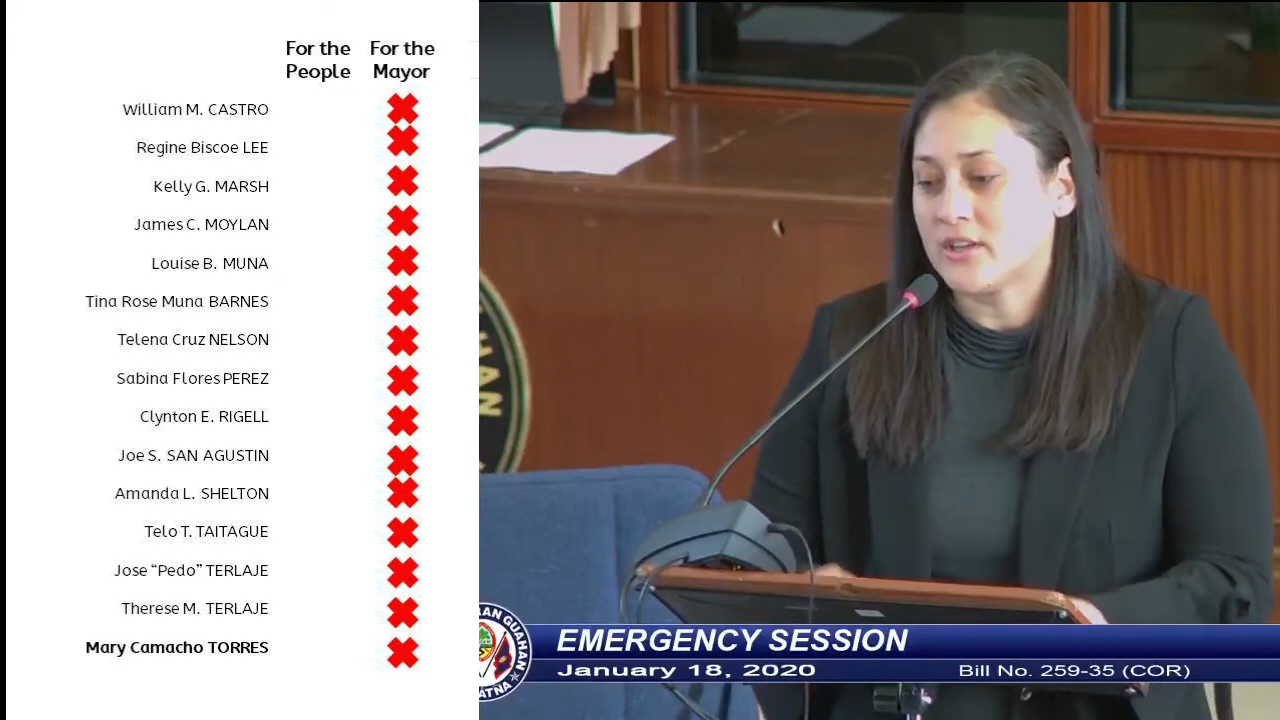 For the For the
People Mayor
William M. CASTRO
Regine Biscoe LEE
Kelly G. MARSH
James C. MOYLAN
Louise B. MUNA
Tina Rose Muna BARNES
Telena Cruz NELSON
Sabina Flores PEREZ
Clynton E. RIGELL
Joe S. SAN AGUSTIN
Amanda L. SHELTON
Telo T. TAITAGUE
Jose “Pedo” TERLAJE
Therese M. TERLAJE
Mary Camacho TORRES
EMERGENCY SESSION
January 18, 2020 Bill No. 259-35 (COR)